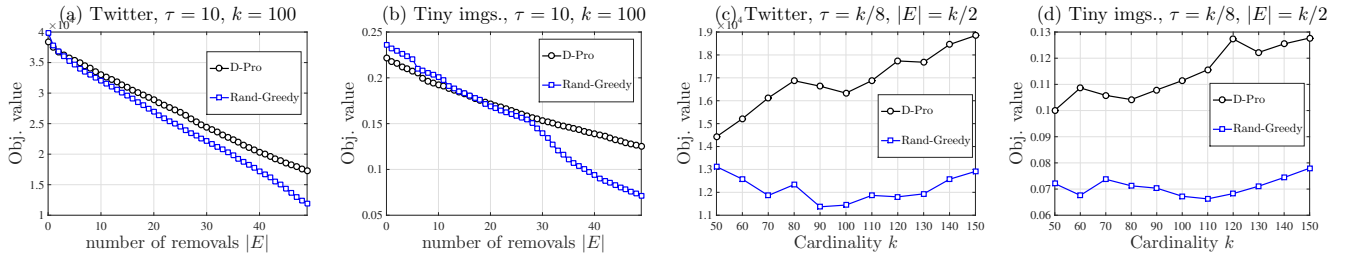 (a) Twitter, τ = 10, k = 100
×10⁴
4
3.5
3
2.5
2
1.5
1
Obj. value
0 10 20 30 40
number of removals |E|
D-Pro
Rand-Greedy
(b) Tiny imgs., τ = 10, k = 100
0.25
0.2
0.15
0.1
0.05
Obj. value
0 10 20 30 40
number of removals |E|
D-Pro
Rand-Greedy
(c) Twitter, τ = k/8, |E| = k/2
×10⁴
1.9
1.8
1.7
1.6
1.4
1.3
1.2
1.1
Obj. value
50 60 70 80 90 100 110 120 130 140 150
Cardinality k
D-Pro
Rand-Greedy
(d) Tiny imgs., τ = k/8, |E| = k/2
0.13
0.12
0.11
0.1
0.09
0.08
0.07
0.06
Obj. value
50 60 70 80 90 100 110 120 130 140 150
Cardinality k
D-Pro
Rand-Greedy